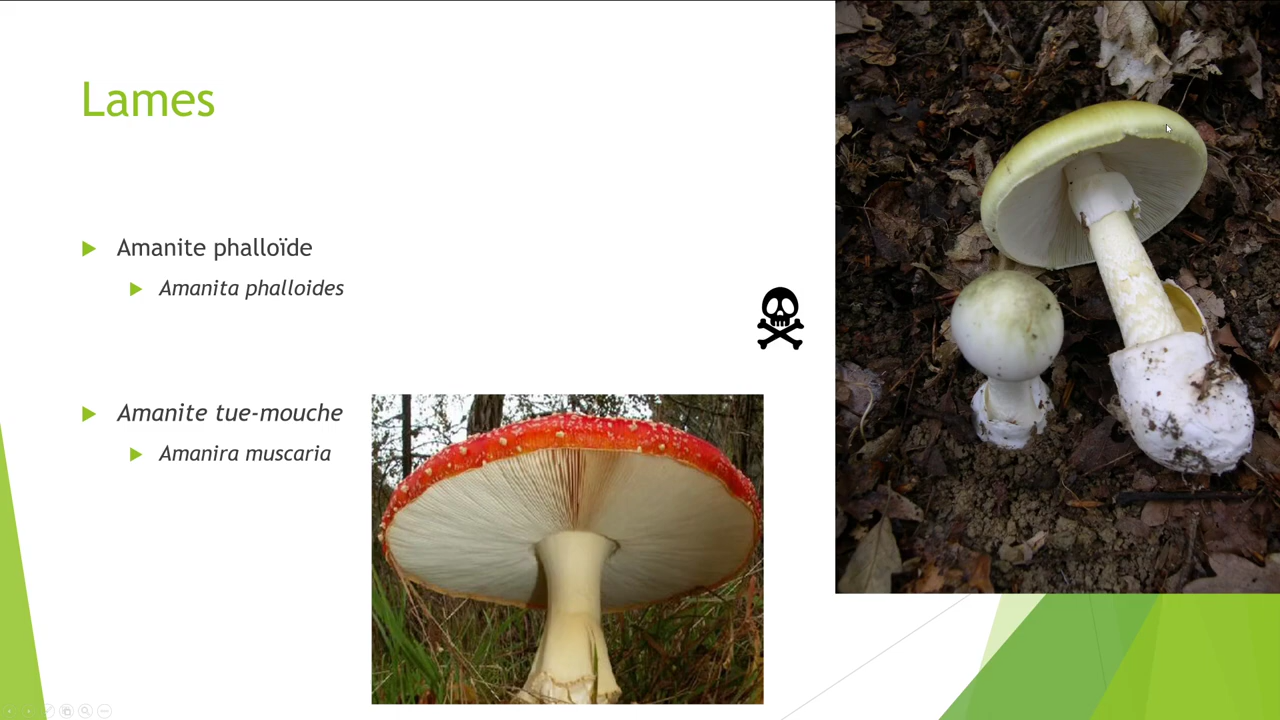 Lames
Amanite phalloïde
Amanita phalloides
Amanite tue-mouche
Amanira muscaria